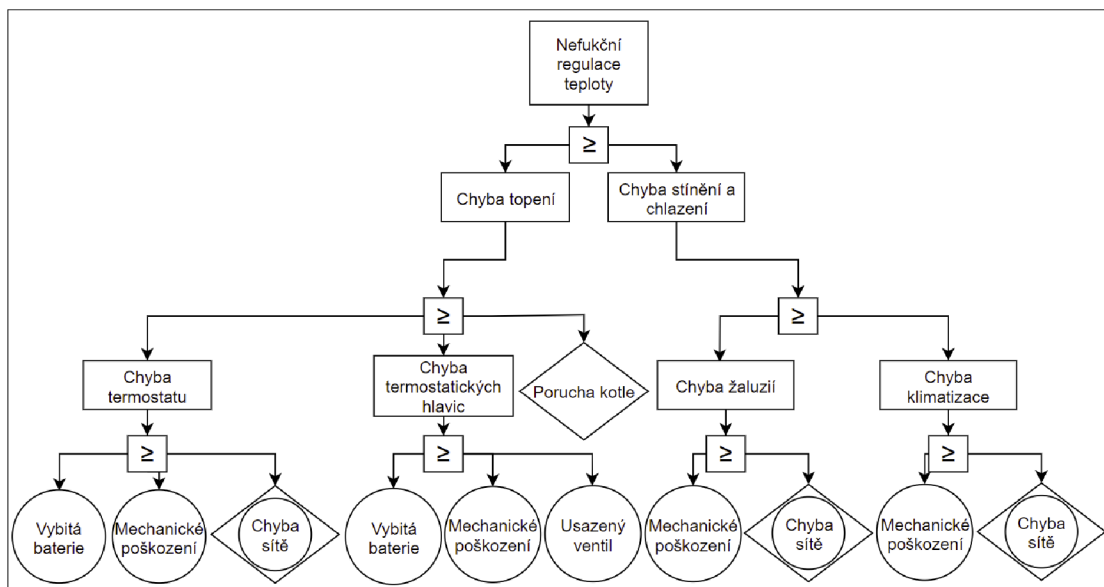 Nefukční
regulace
teploty
≥
Chyba topení
Chyba stínění a
chlazení
≥
≥
Chyba
termostatu
Chyba
termostatických
hlavic
Porucha kotle
Chyba žaluzií
Chyba
klimatizace
≥
≥
≥
≥
Vybitá
baterie
Mechanické
poškození
Chyba
sítě
Vybitá
baterie
Mechanické
poškození
Usazený
ventil
Mechanické
poškození
Chyba
sítě
Mechanické
poškození
Chyba
sítě